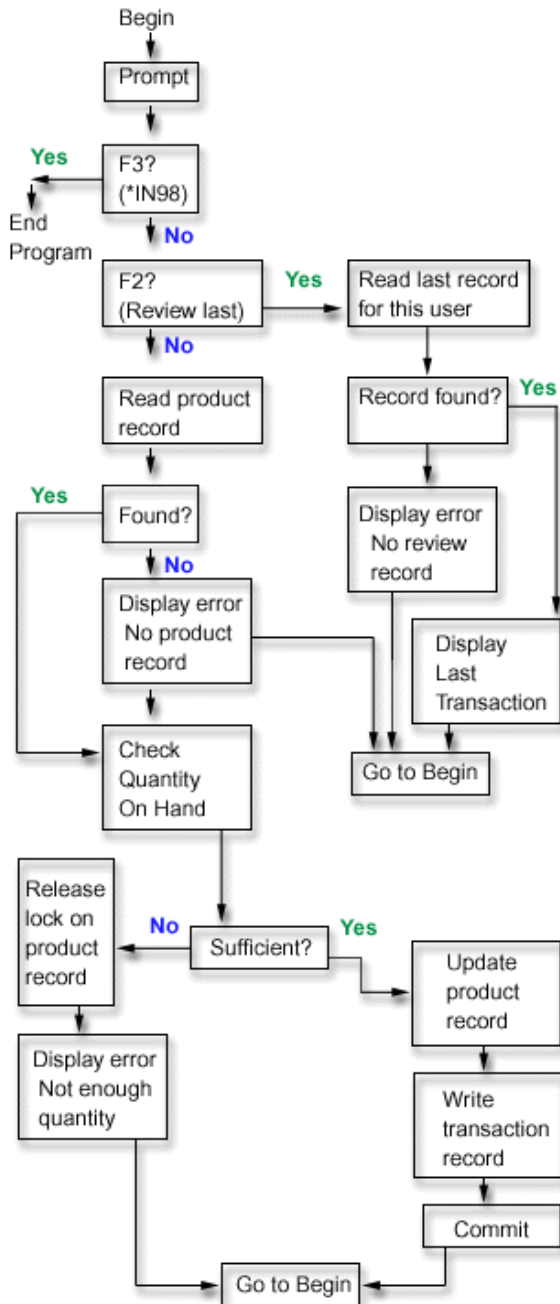 Begin
Prompt
Yes
F3?
(*IN98)
End
Program
No
F2?
(Review last)
Yes
Read last record
for this user
No
Read product
record
Record found?
Yes
Yes
Found?
Display error
No review
record
No
Display error
No product
record
Display
Last
Transaction
Check
Quantity
On Hand
Go to Begin
Release
lock on
product
record
No
Sufficient?
Yes
Update
product
record
Display error
Not enough
quantity
Write
transaction
record
Commit
Go to Begin